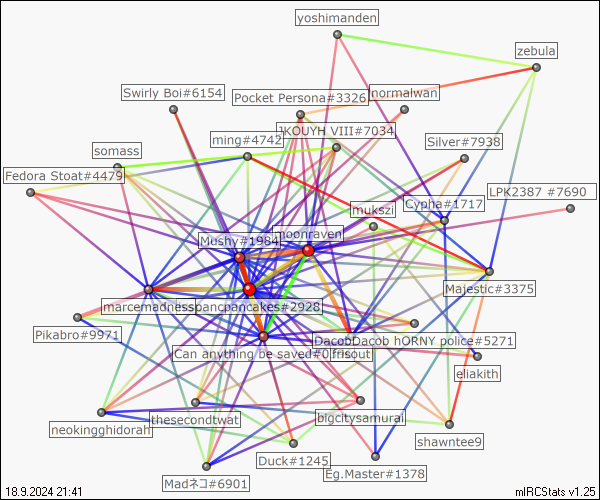 yoshimanden
zebula
Swirly Boi#6154
Pocket Persona#3326
normalwan
ming#4742
JKOUYH VIII#7034
Silver#7938
somass
Fedora Stoat#4479
LPK2387 #7690
mukszi
Cypha#1717
Mushy#1984
moonraven
Majestic#3375
marcemadness
pancpancakes#2928
Pikabro#9971
DacobDacob hORNY police#5271
Can anything be saved#0
frisout
eliakith
thesecondtwat
bigcitysamurai
neokingghidorah
shawntee9
Duck#1245
Eg.Master#1378
Madネコ#6901
18.9.2024 21:41
mIRCStats v1.25